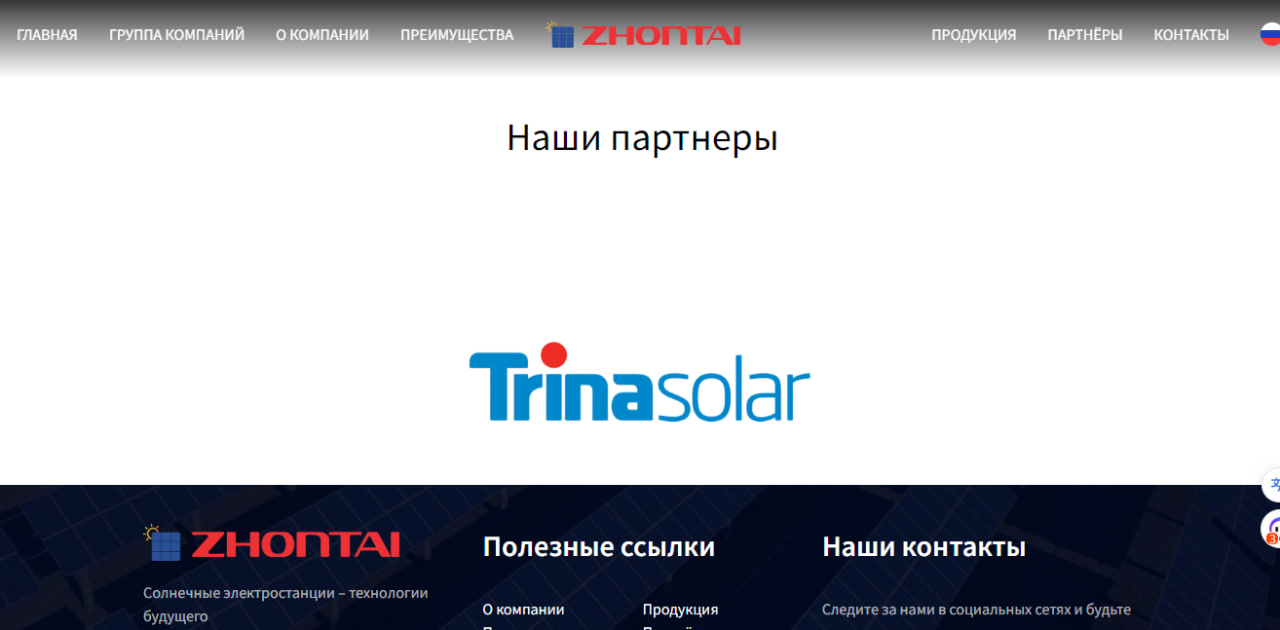 ГЛАВНАЯ ГРУППА КОМПАНИЙ О КОМПАНИИ ПРЕИМУЩЕСТВА ZHONTAI ПРОДУКЦИЯ ПАРТНЁРЫ КОНТАКТЫ
Наши партнеры
Trinasolar
ZHONTAI
Солнечные электростанции – технологии
будущего
Полезные ссылки
О компании Продукция
Наши контакты
Следите за нами в социальных сетях и будьте
3